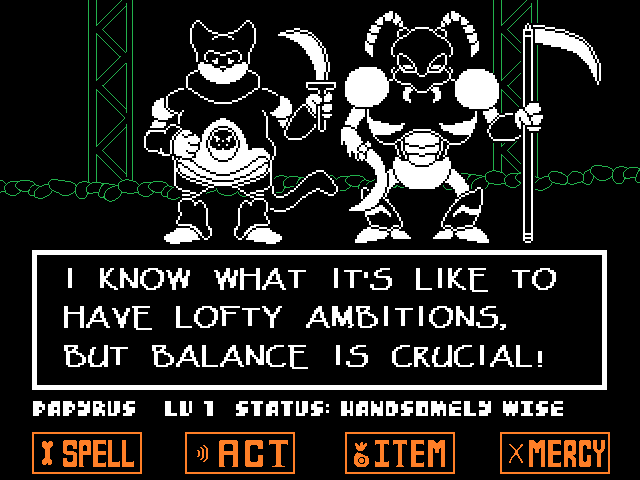 I KNOW WHAT IT'S LIKE TO
HAVE LOFTY AMBITIONS,
BUT BALANCE IS CRUCIAL!
PAPYRUS LV 1 STATUS: HANDSOMELY WISE
SPELL ACT ITEM MERCY